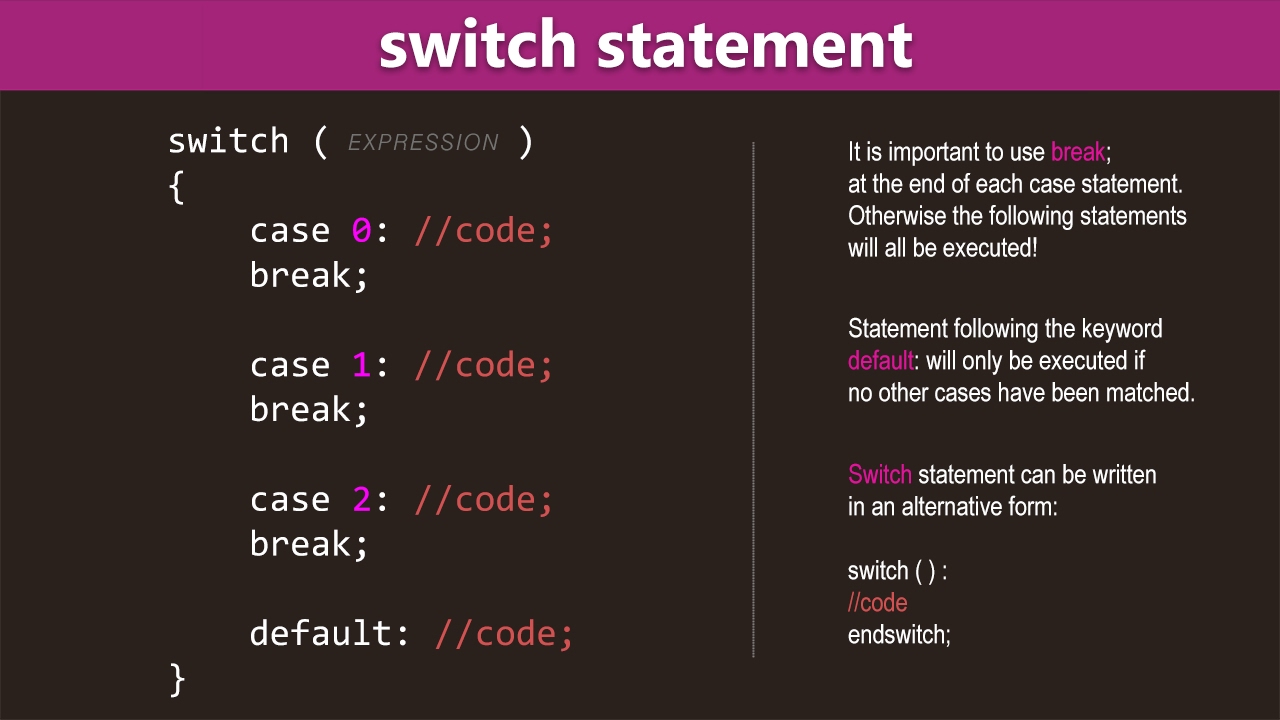 switch statement
switch ( EXPRESSION )
{
case 0: //code;
break;
case 1: //code;
break;
case 2: //code;
break;
default: //code;
}
It is important to use break;
at the end of each case statement.
Otherwise the following statements
will all be executed!
Statement following the keyword
default: will only be executed if
no other cases have been matched.
Switch statement can be written
in an alternative form:
switch ( ) :
//code
endswitch;